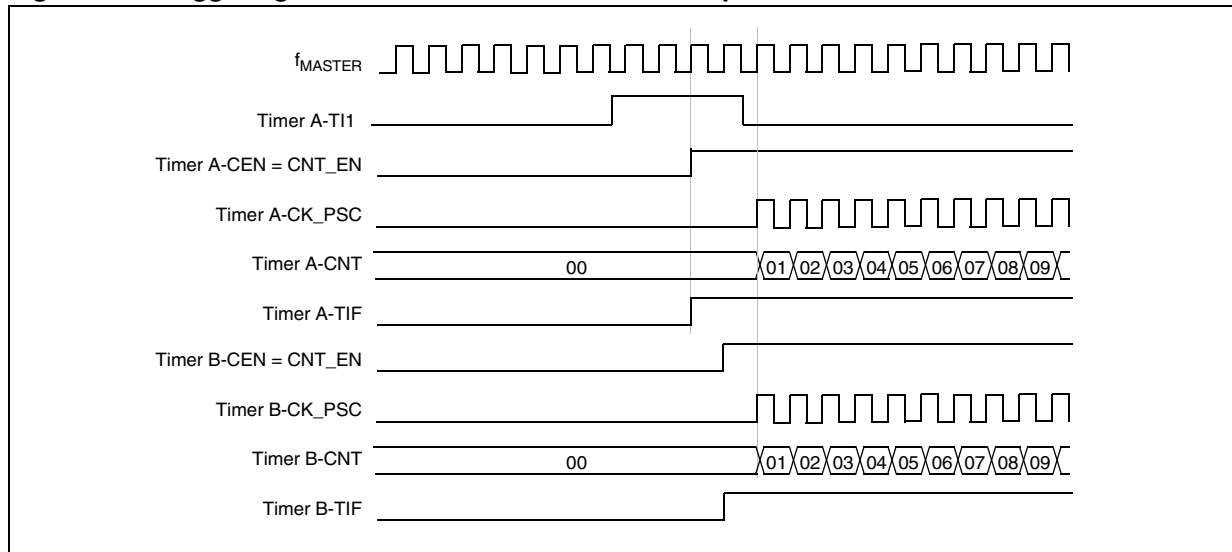 f_MASTER
Timer A-TI1
Timer A-CEN = CNT_EN
Timer A-CK_PSC
Timer A-CNT 00 01 02 03 04 05 06 07 08 09
Timer A-TIF
Timer B-CEN = CNT_EN
Timer B-CK_PSC
Timer B-CNT 00 01 02 03 04 05 06 07 08 09
Timer B-TIF